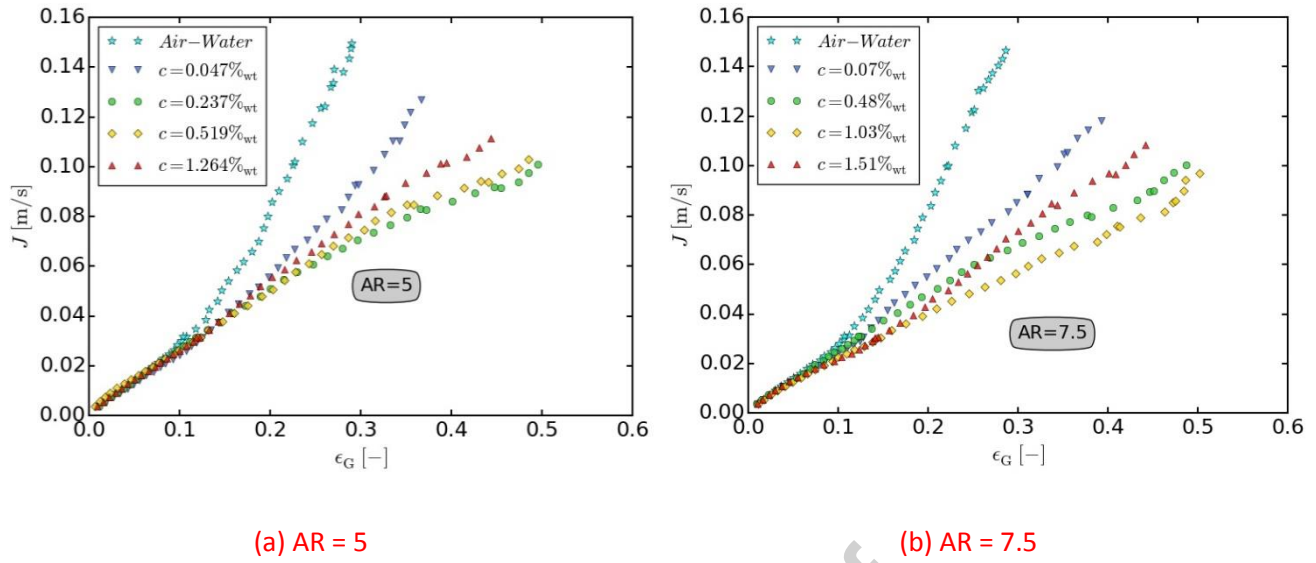 0.16
0.14
0.12
0.10
0.08
0.06
0.04
0.02
0.00
J [m/s]
Air−Water
c=0.047%wt
c=0.237%wt
c=0.519%wt
c=1.264%wt
AR=5
0.0 0.1 0.2 0.3 0.4 0.5 0.6
ϵG [−]
(a) AR = 5
0.16
0.14
0.12
0.10
0.08
0.06
0.04
0.02
0.00
J [m/s]
Air−Water
c=0.07%wt
c=0.48%wt
c=1.03%wt
c=1.51%wt
AR=7.5
0.0 0.1 0.2 0.3 0.4 0.5 0.6
ϵG [−]
(b) AR = 7.5